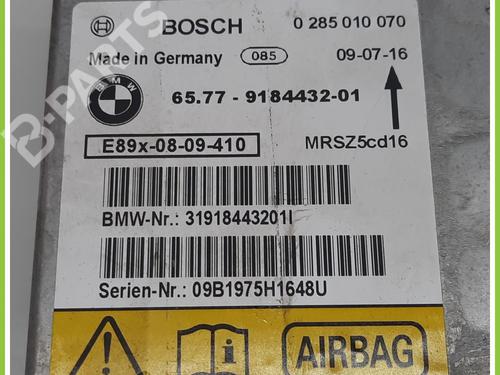 BOSCH 0 285 010 070
Made in Germany 085 09-07-16
BMW 65.77 - 9184432-01
E89x-08-09-410 MRSZ5cd16
BMW-Nr.: 31918443201I
Serien-Nr.: 09B1975H1648U
AIRBAG
B-PARTS